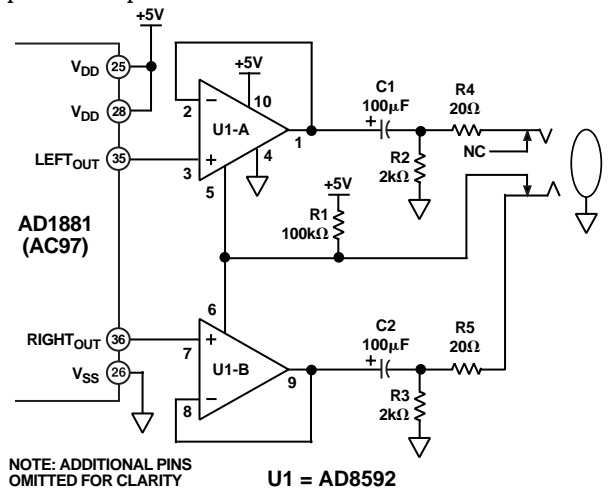 +5V
VDD 25
+5V
C1
100µF
R4
20Ω
2
10
VDD 28
U1-A
1
NC
LEFTOUT 35
3
4
R2
2kΩ
5
+5V
AD1881
(AC97)
R1
100kΩ
6
C2
100µF
R5
20Ω
RIGHTOUT 36
7
U1-B
9
VSS 26
8
R3
2kΩ
NOTE: ADDITIONAL PINS
OMITTED FOR CLARITY
U1 = AD8592